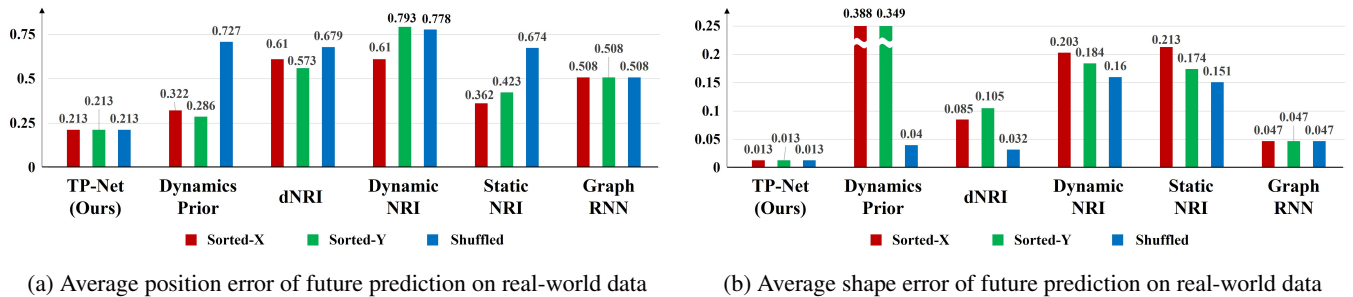 0.75
0.5
0.25
0
0.213
0.213
0.213
0.322
0.286
0.727
0.61
0.573
0.679
0.61
0.793
0.778
0.362
0.423
0.674
0.508
0.508
0.508
TP-Net
(Ours)
Dynamics
Prior
dNRI
Dynamic
NRI
Static
NRI
Graph
RNN
Sorted-X Sorted-Y Shuffled
(a) Average position error of future prediction on real-world data
0.25
0.2
0.15
0.1
0.05
0
0.013
0.013
0.013
0.388
0.349
0.04
0.085
0.105
0.032
0.203
0.184
0.16
0.213
0.174
0.151
0.047
0.047
0.047
TP-Net
(Ours)
Dynamics
Prior
dNRI
Dynamic
NRI
Static
NRI
Graph
RNN
Sorted-X Sorted-Y Shuffled
(b) Average shape error of future prediction on real-world data